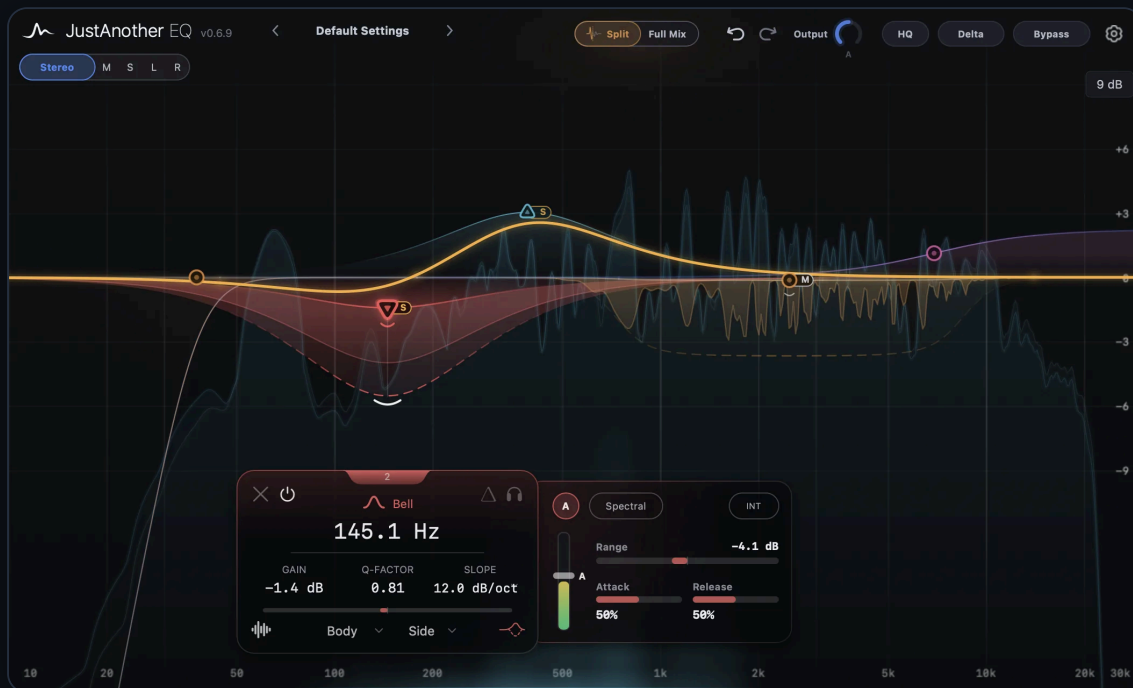 JustAnother EQ v0.6.9
Default Settings
Split Full Mix
Output
A
HQ
Delta
Bypass
Stereo M S L R
9 dB
+6
+3
0
-3
-6
-9
S
S
M
2
Bell
145.1 Hz
GAIN Q-FACTOR SLOPE
-1.4 dB 0.81 12.0 dB/oct
Body Side
A Spectral INT
Range -4.1 dB
A
Attack Release
50% 50%
10 20 50 100 200 500 1k 2k 5k 10k 20k 30k